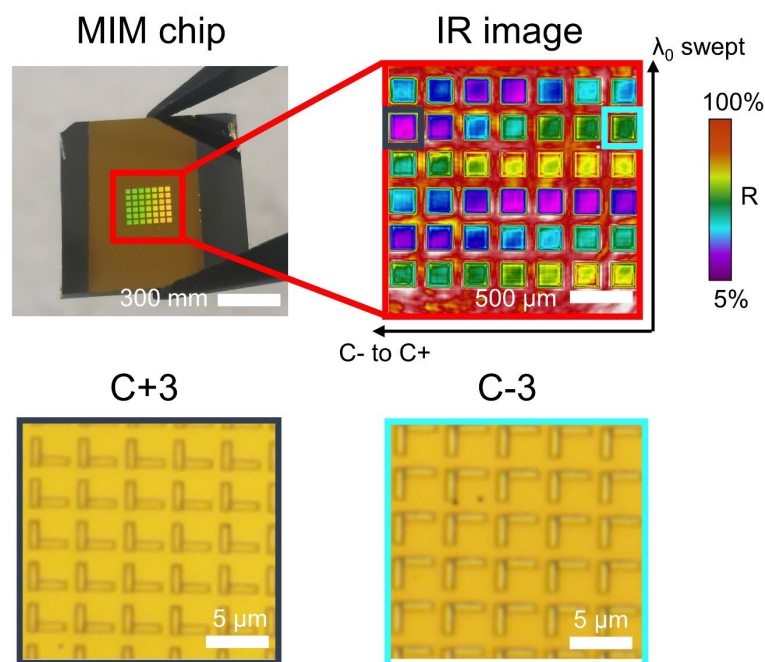 MIM chip
IR image
λ₀ swept
100%
R
5%
300 mm
500 µm
C- to C+
C+3
C-3
5 µm
5 µm